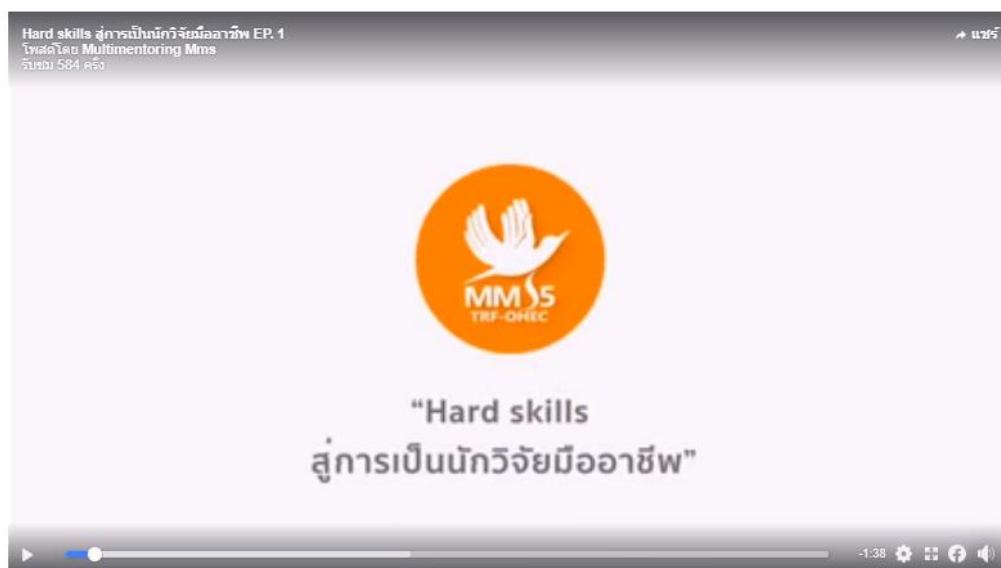 Hard skills สู่การเป็นนักวิจัยมืออาชีพ EP. 1
โพสต์โดย Multimentoring Mms
รับชม 584 ครั้ง
แชร์
MMS5
TRF-OHEC
“Hard skills
สู่การเป็นนักวิจัยมืออาชีพ”
-1:38